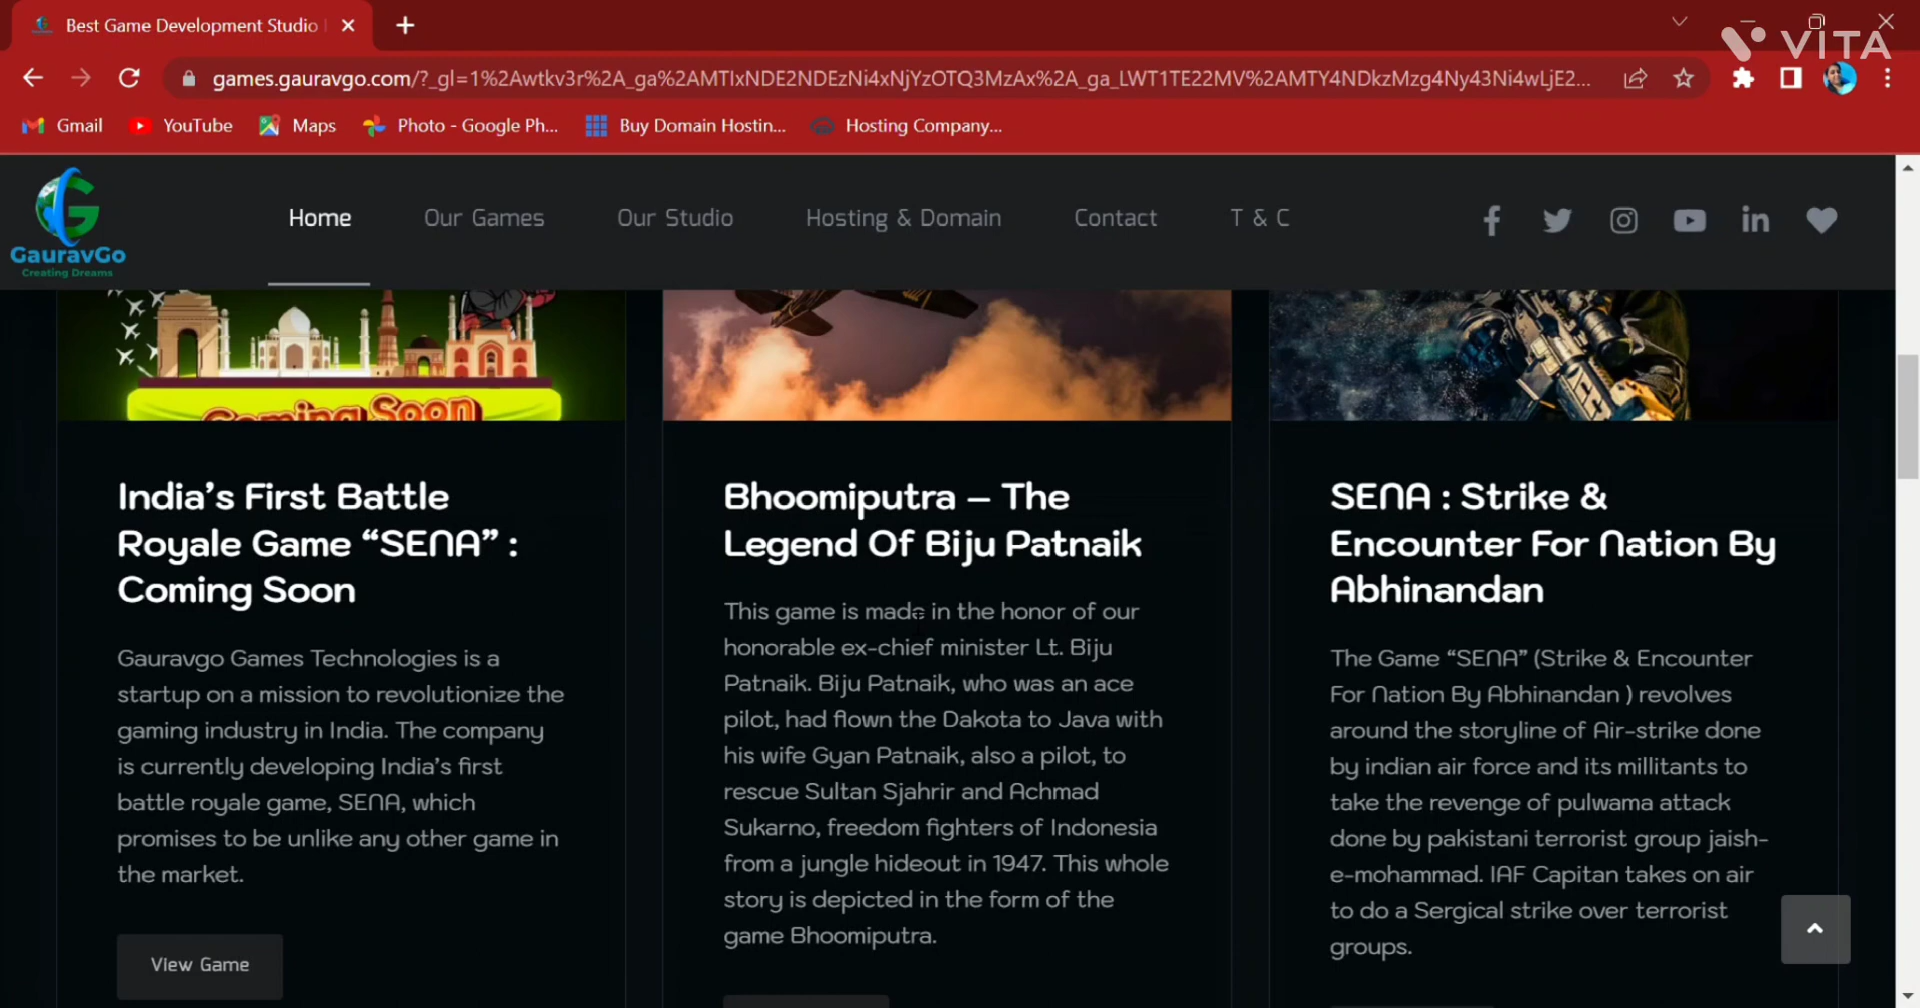 Best Game Development Studio
VITA
games.gauravgo.com/?_gl=1%2Awtkv3r%2A_ga%2AMTIxNDE2NDEzNi4xNjYzOTQ3MzAx%2A_ga_LWT1TE22MV%2AMTY4NDkzMzg4Ny43Ni4wLjE2...
Gmail YouTube Maps Photo - Google Ph... Buy Domain Hostin... Hosting Company...
GauravGo
Creating Dreams
Home Our Games Our Studio Hosting & Domain Contact T & C
Coming Soon
India’s First Battle
Royale Game “SENA” :
Coming Soon
Gauravgo Games Technologies is a
startup on a mission to revolutionize the
gaming industry in India. The company
is currently developing India’s first
battle royale game, SENA, which
promises to be unlike any other game in
the market.
View Game
Bhoomiputra – The
Legend Of Biju Patnaik
This game is made in the honor of our
honorable ex-chief minister Lt. Biju
Patnaik. Biju Patnaik, who was an ace
pilot, had flown the Dakota to Java with
his wife Gyan Patnaik, also a pilot, to
rescue Sultan Sjahrir and Achmad
Sukarno, freedom fighters of Indonesia
from a jungle hideout in 1947. This whole
story is depicted in the form of the
game Bhoomiputra.
SENA : Strike &
Encounter For Nation By
Abhinandan
The Game “SENA” (Strike & Encounter
For Nation By Abhinandan ) revolves
around the storyline of Air-strike done
by indian air force and its millitants to
take the revenge of pulwama attack
done by pakistani terrorist group jaish-
e-mohammad. IAF Capitan takes on air
to do a Sergical strike over terrorist
groups.